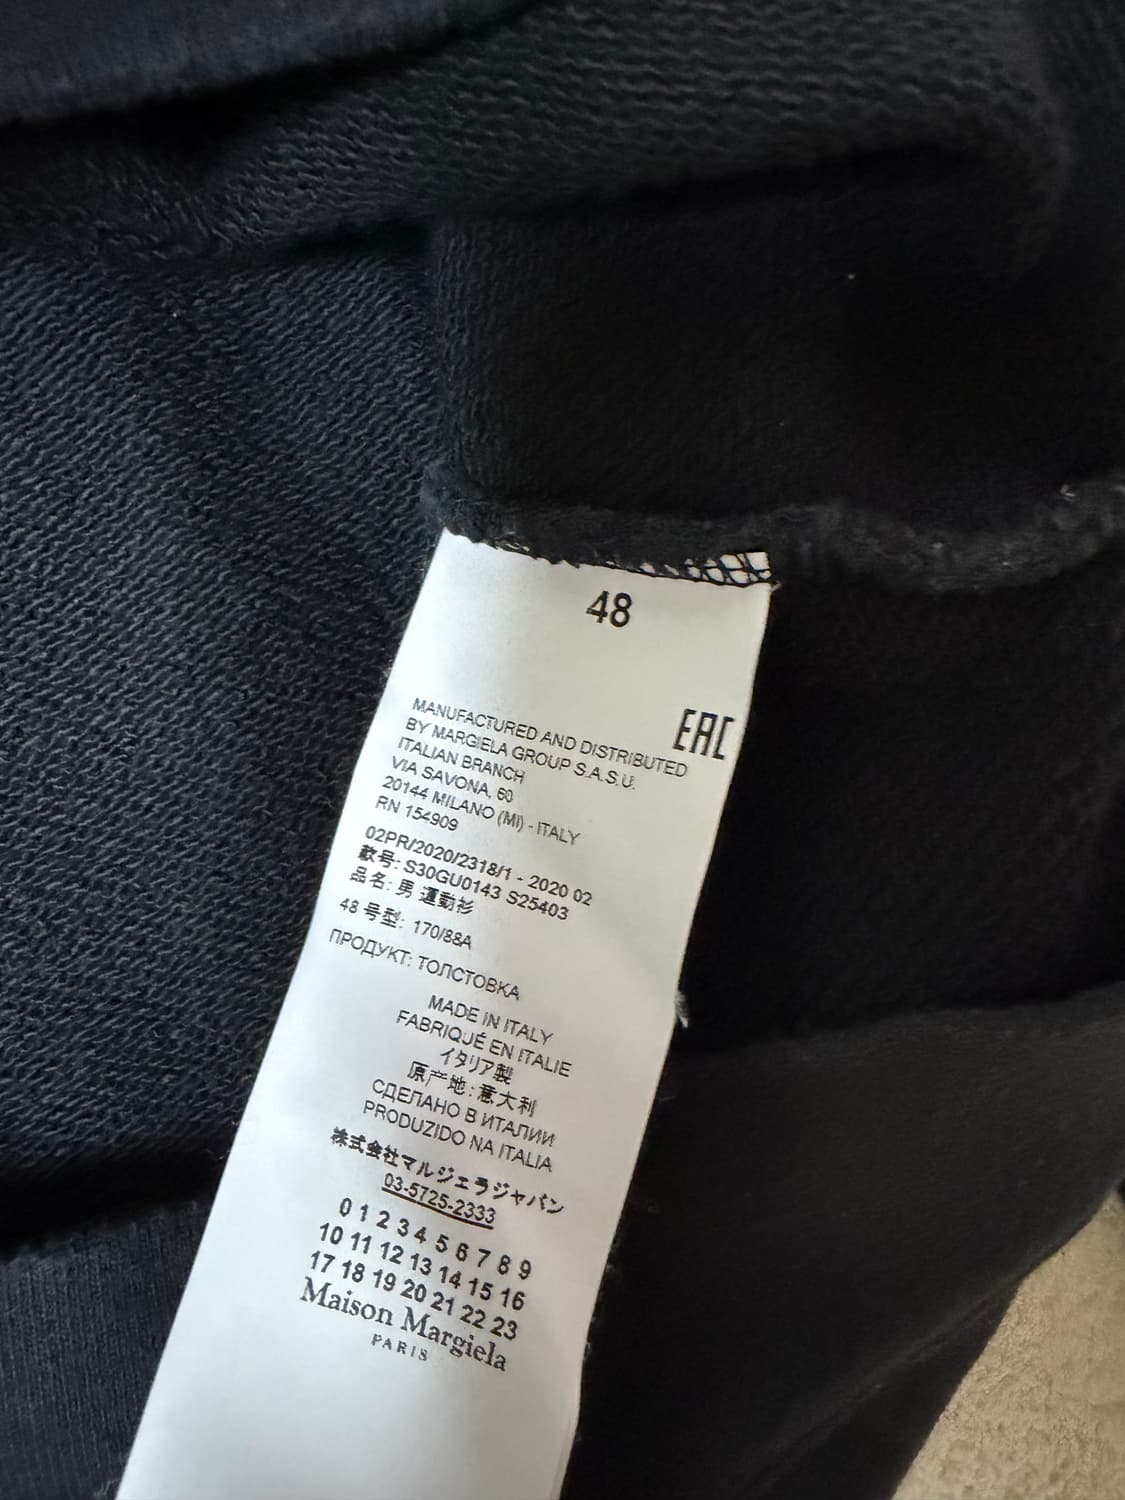 48
EAC
MANUFACTURED AND DISTRIBUTED
BY MARGIELA GROUP S.A.S.U.
ITALIAN BRANCH
VIA SAVONA, 60
20144 MILANO (MI) - ITALY
RN 154909
02PR/2020/2318/1 - 2020 02
款号: S30GU0143 S25403
品名: 男 運動衫
48 号型: 170/88A
ПРОДУКТ: ТОЛСТОВКА
MADE IN ITALY
FABRIQUÉ EN ITALIE
イタリア製
原产地: 意大利
СДЕЛАНО В ИТАЛИИ
PRODUZIDO NA ITALIA
株式会社マルジェラジャパン
03-5725-2333
0 1 2 3 4 5 6 7 8 9
10 11 12 13 14 15 16
17 18 19 20 21 22 23
Maison Margiela
PARIS